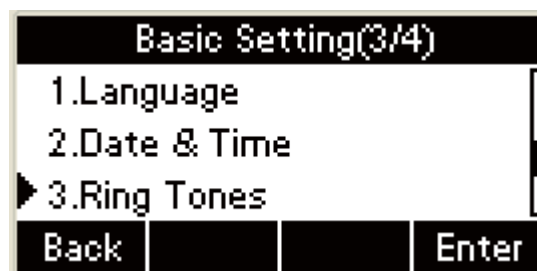 Basic Setting(3/4)
1.Language
2.Date & Time
3.Ring Tones
Back Enter